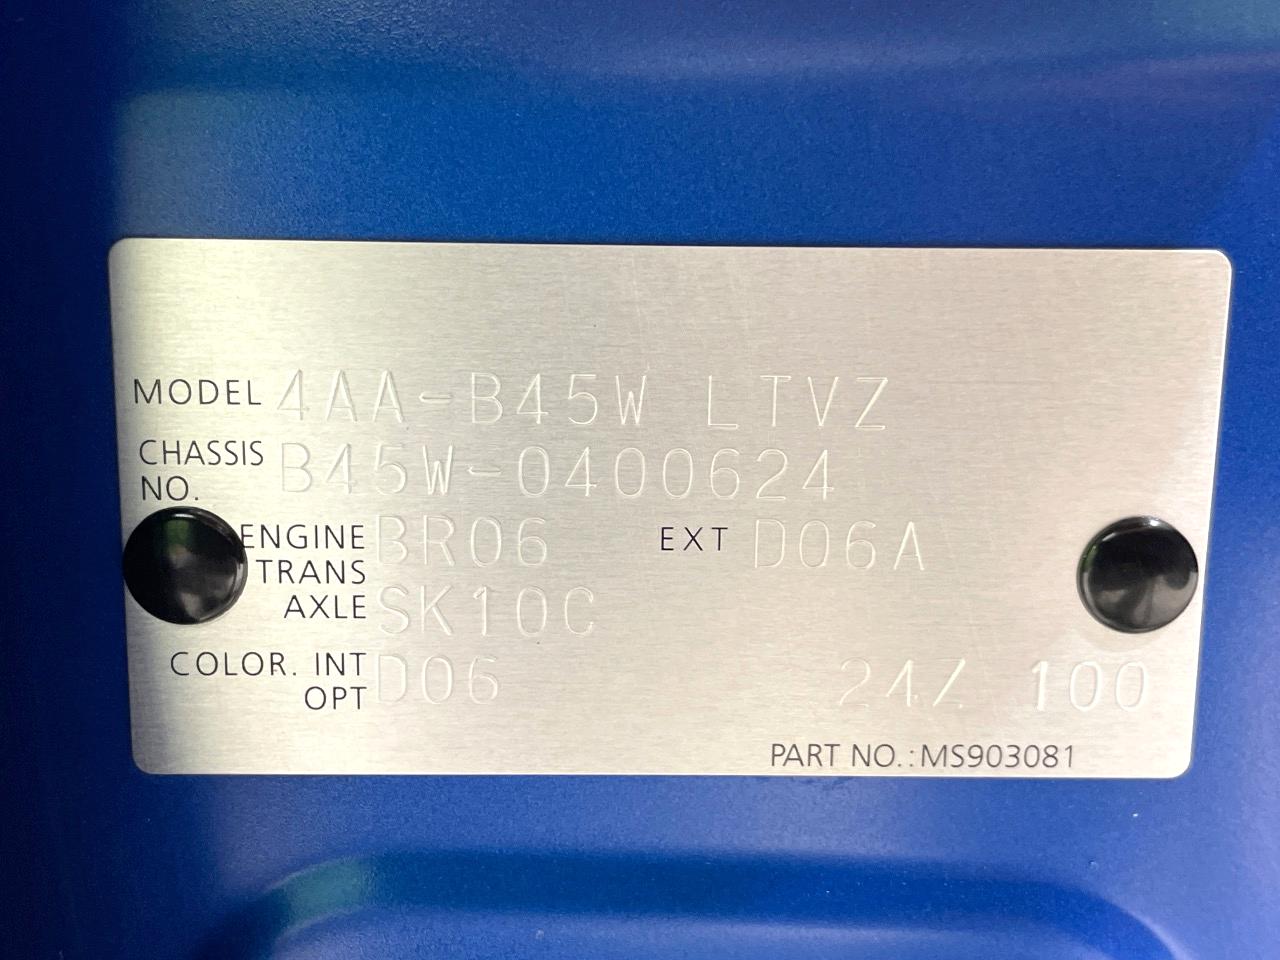 MODEL 4AA-B45W LTVZ
CHASSIS NO. B45W-0400624
ENGINE BR06 EXT D06A
TRANS AXLE SK10C
COLOR. INT OPT D06 24Z 100
PART NO.:MS903081